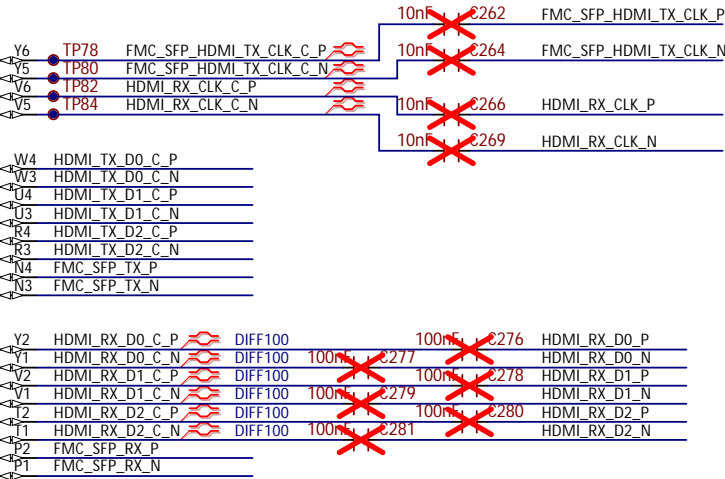 10nF C262 FMC_SFP_HDMI_TX_CLK_P
Y6 TP78 FMC_SFP_HDMI_TX_CLK_C_P 10nF C264 FMC_SFP_HDMI_TX_CLK_N
Y5 TP80 FMC_SFP_HDMI_TX_CLK_C_N
V6 TP82 HDMI_RX_CLK_C_P
V5 TP84 HDMI_RX_CLK_C_N 10nF C266 HDMI_RX_CLK_P
10nF C269 HDMI_RX_CLK_N
W4 HDMI_TX_D0_C_P
W3 HDMI_TX_D0_C_N
U4 HDMI_TX_D1_C_P
U3 HDMI_TX_D1_C_N
R4 HDMI_TX_D2_C_P
R3 HDMI_TX_D2_C_N
N4 FMC_SFP_TX_P
N3 FMC_SFP_TX_N
Y2 HDMI_RX_D0_C_P DIFF100 100nF C276 HDMI_RX_D0_P
Y1 HDMI_RX_D0_C_N DIFF100 100nF C277 HDMI_RX_D0_N
V2 HDMI_RX_D1_C_P DIFF100 100nF C278 HDMI_RX_D1_P
V1 HDMI_RX_D1_C_N DIFF100 100nF C279 HDMI_RX_D1_N
T2 HDMI_RX_D2_C_P DIFF100 100nF C280 HDMI_RX_D2_P
T1 HDMI_RX_D2_C_N DIFF100 100nF C281 HDMI_RX_D2_N
P2 FMC_SFP_RX_P
P1 FMC_SFP_RX_N